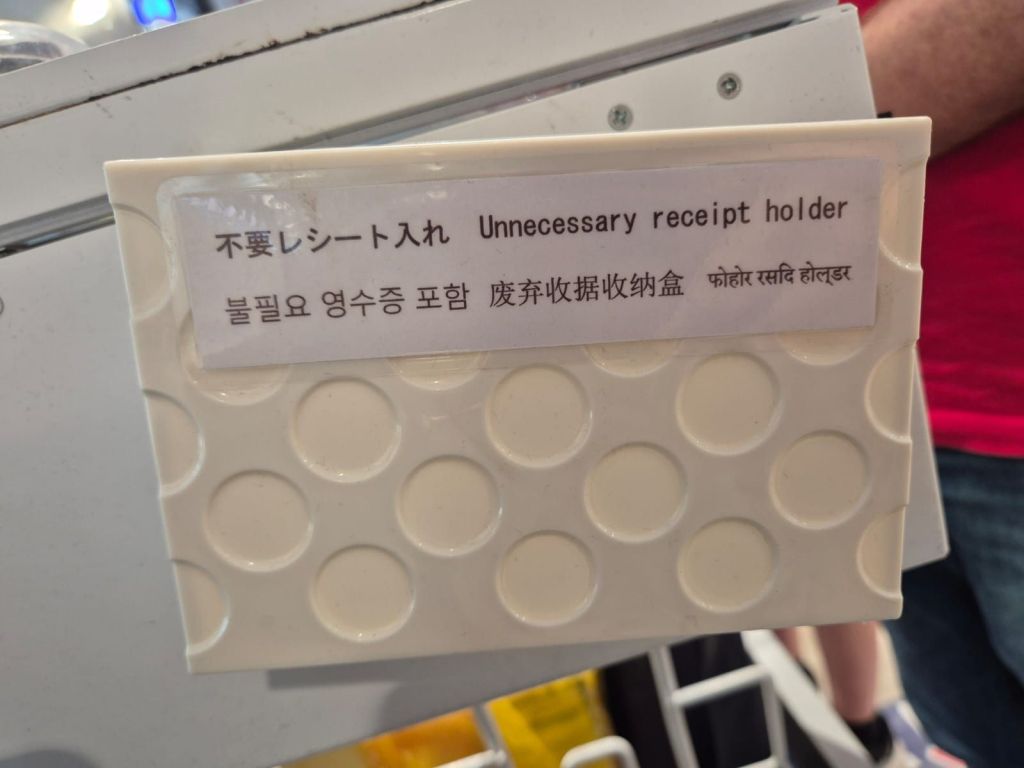 不要レシート入れ Unnecessary receipt holder
불필요 영수증 포함 废弃收据收纳盒 फोहोर रसदि होल्‌डर